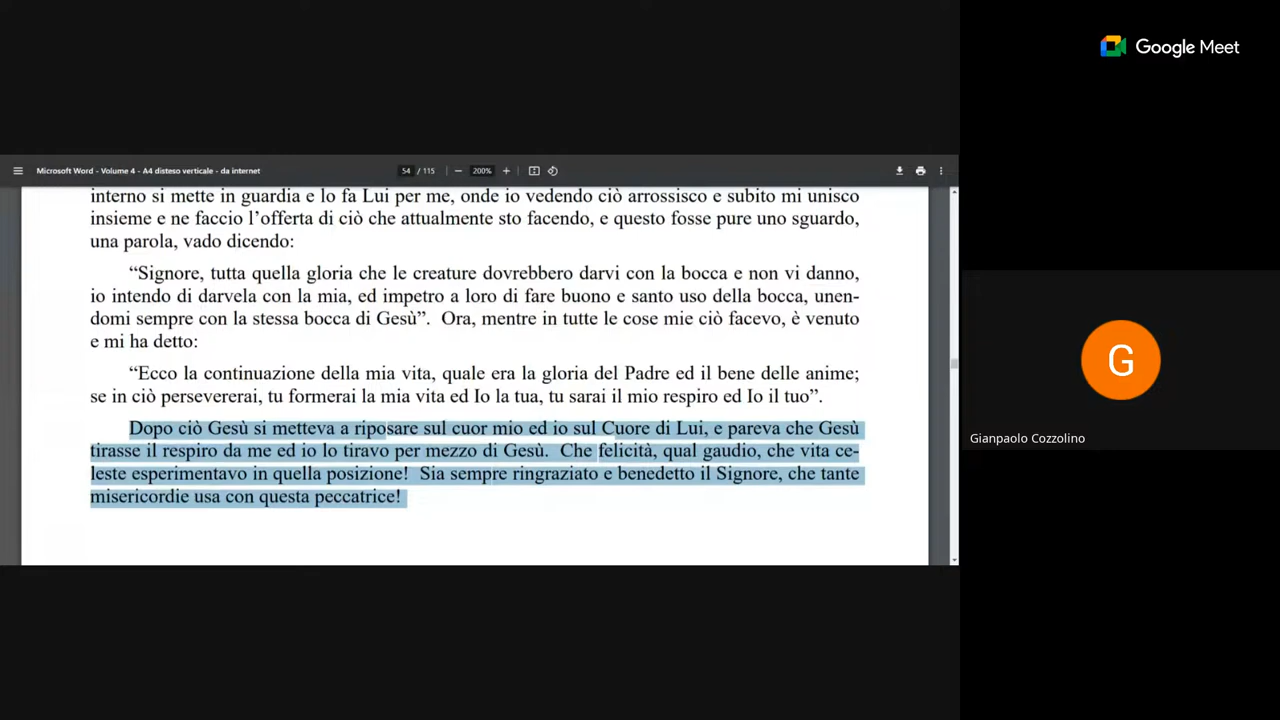 Google Meet
Microsoft Word - Volume 4 - A4 disteso verticale - da internet
54 / 115
200%
interno si mette in guardia e lo fa Lui per me, onde io vedendo ciò arrossisco e subito mi unisco
insieme e ne faccio l’offerta di ciò che attualmente sto facendo, e questo fosse pure uno sguardo,
una parola, vado dicendo:
“Signore, tutta quella gloria che le creature dovrebbero darvi con la bocca e non vi danno,
io intendo di darvela con la mia, ed impetro a loro di fare buono e santo uso della bocca, unen-
domi sempre con la stessa bocca di Gesù”. Ora, mentre in tutte le cose mie ciò facevo, è venuto
e mi ha detto:
“Ecco la continuazione della mia vita, quale era la gloria del Padre ed il bene delle anime;
se in ciò persevererai, tu formerai la mia vita ed Io la tua, tu sarai il mio respiro ed Io il tuo”.
Dopo ciò Gesù si metteva a riposare sul cuor mio ed io sul Cuore di Lui, e pareva che Gesù
tirasse il respiro da me ed io lo tiravo per mezzo di Gesù. Che felicità, qual gaudio, che vita ce-
leste esperimentavo in quella posizione! Sia sempre ringraziato e benedetto il Signore, che tante
misericordie usa con questa peccatrice!
G
Gianpaolo Cozzolino